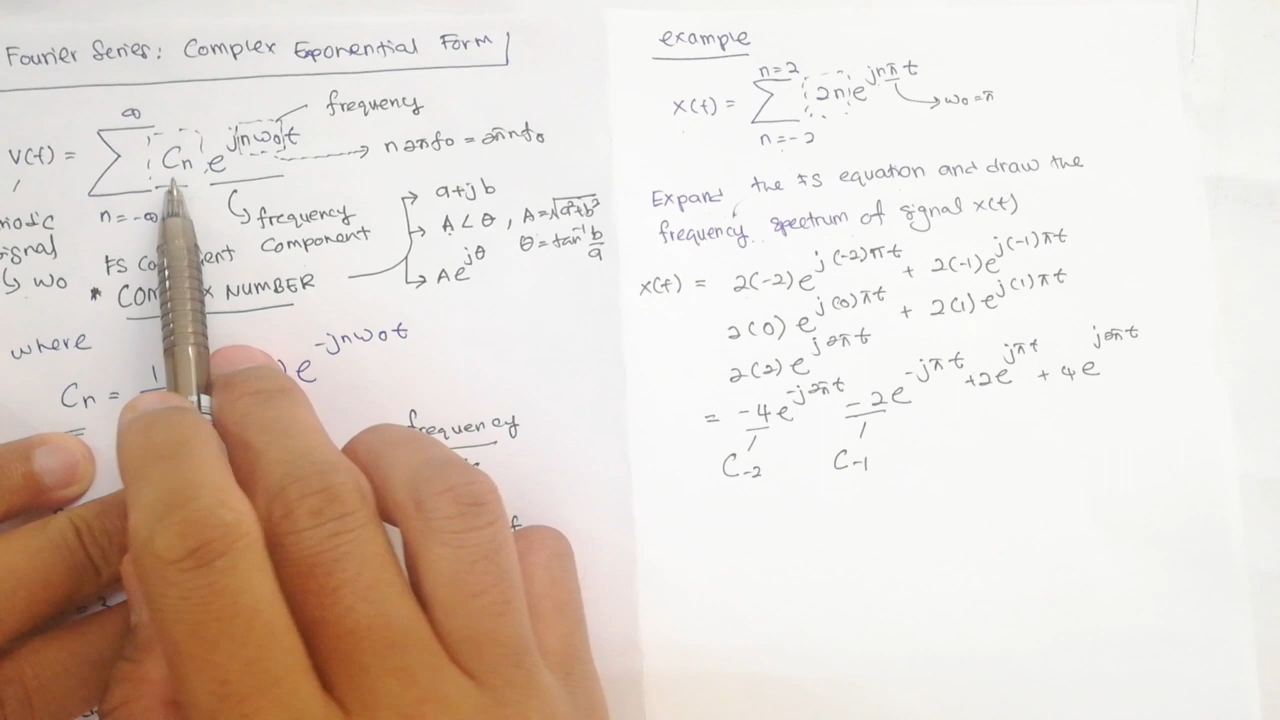 Fourier Series: Complex Exponential Form
V(t) = ∞ ∑ n = -∞ Cn e^{jnω0t}
frequency
n2πf0 = 2πnf0
frequency
component
* NUMBER
a+jb
A∠θ , A = √(a²+b²)
θ = tan⁻¹ b/a
Ae^{jθ}
ω0
where
Cn = 1 e^{-jnω0t}
frequency
example
x(t) = n=2 ∑ n=-2 2n e^{jnπt}
ω0 = π
Expand the FS equation and draw the
frequency spectrum of signal x(t)
x(t) = 2(-2)e^{j(-2)πt} + 2(-1)e^{j(-1)πt}
2(0)e^{j(0)πt} + 2(1)e^{j(1)πt}
2(2)e^{j2πt}
= -4e^{-j2πt} -2e^{-jπt} +2e^{jπt} + 4e^{j2πt}
C-2 C-1